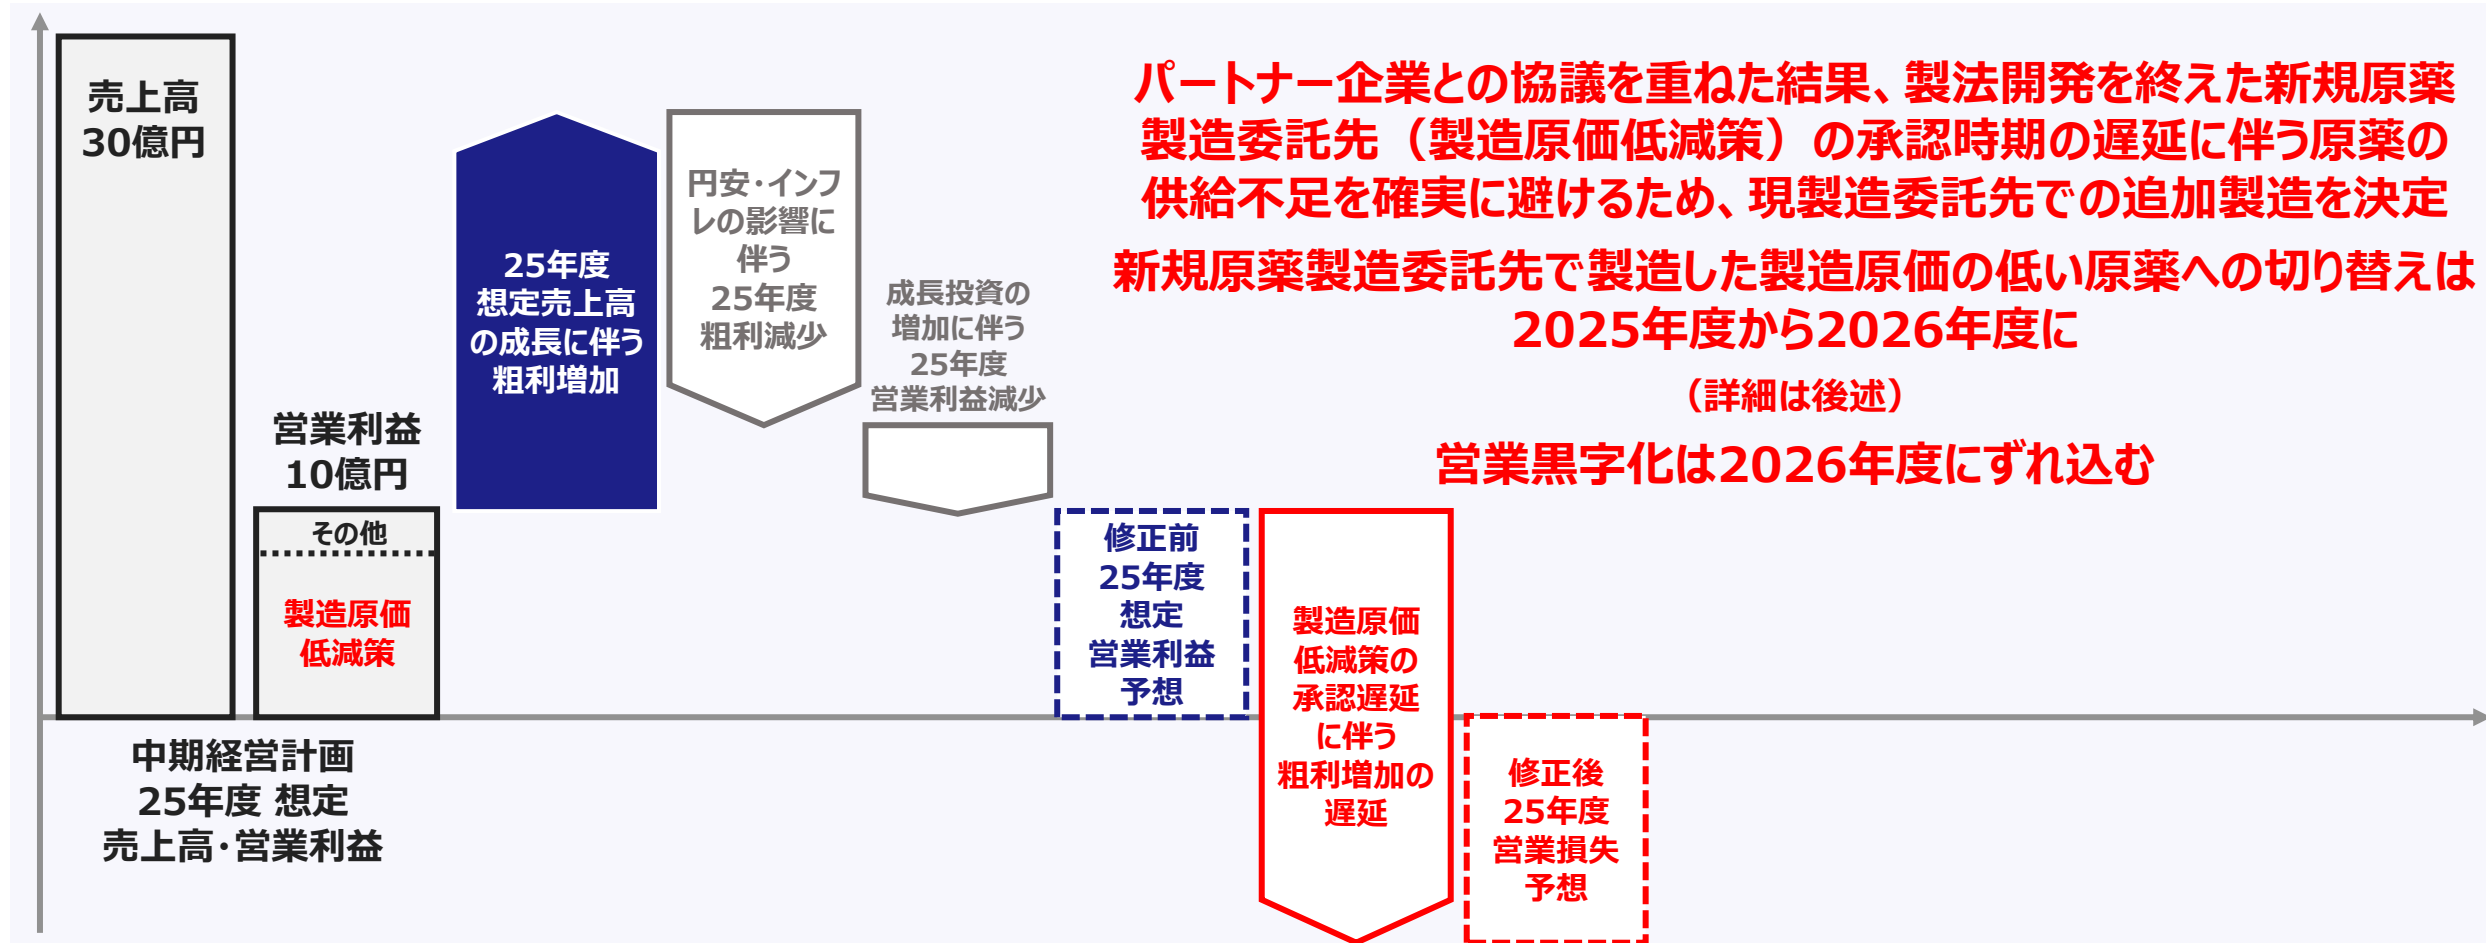 売上高
30億円
営業利益
10億円
その他
製造原価
低減策
中期経営計画
25年度 想定
売上高・営業利益
25年度
想定売上高
の成長に伴う
粗利増加
円安・インフ
レの影響に
伴う
25年度
粗利減少
成長投資の
増加に伴う
25年度
営業利益減少
修正前
25年度
想定
営業利益
予想
製造原価
低減策の
承認遅延
に伴う
粗利増加の
遅延
修正後
25年度
営業損失
予想
パートナー企業との協議を重ねた結果、製法開発を終えた新規原薬
製造委託先（製造原価低減策）の承認時期の遅延に伴う原薬の
供給不足を確実に避けるため、現製造委託先での追加製造を決定
新規原薬製造委託先で製造した製造原価の低い原薬への切り替えは
2025年度から2026年度に
（詳細は後述）
営業黒字化は2026年度にずれ込む